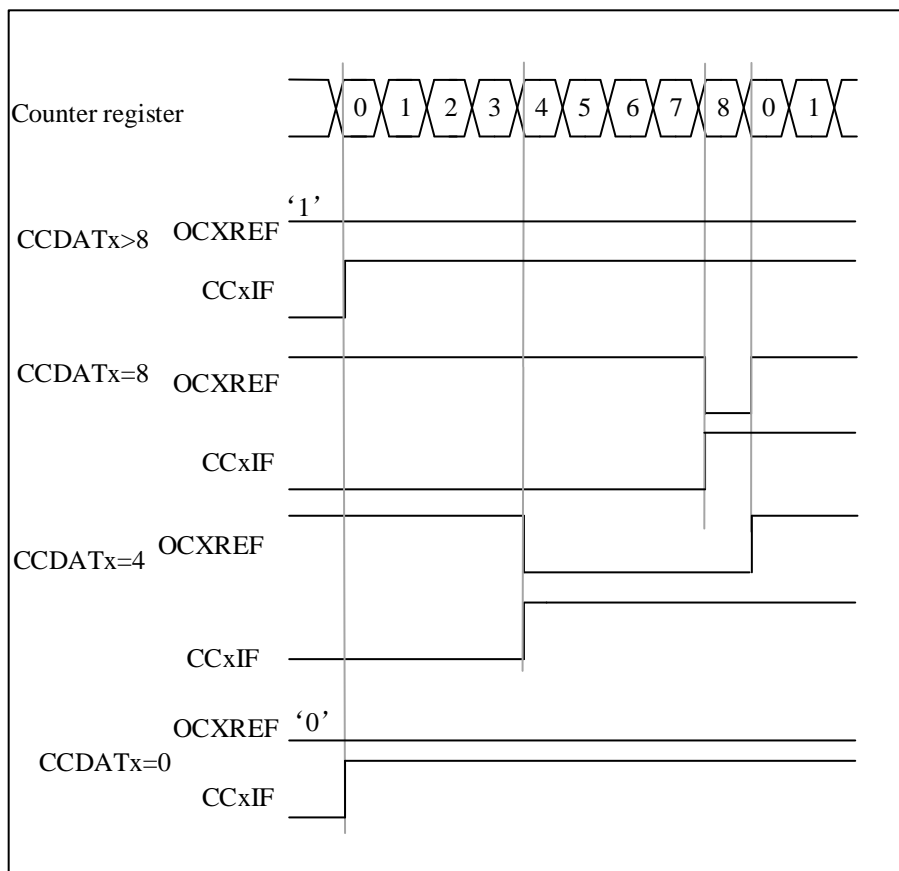 Counter register 0 1 2 3 4 5 6 7 8 0 1
‘1’
CCDATx>8 OCXREF
CCxIF
CCDATx=8 OCXREF
CCxIF
CCDATx=4 OCXREF
CCxIF
OCXREF ‘0’
CCDATx=0
CCxIF